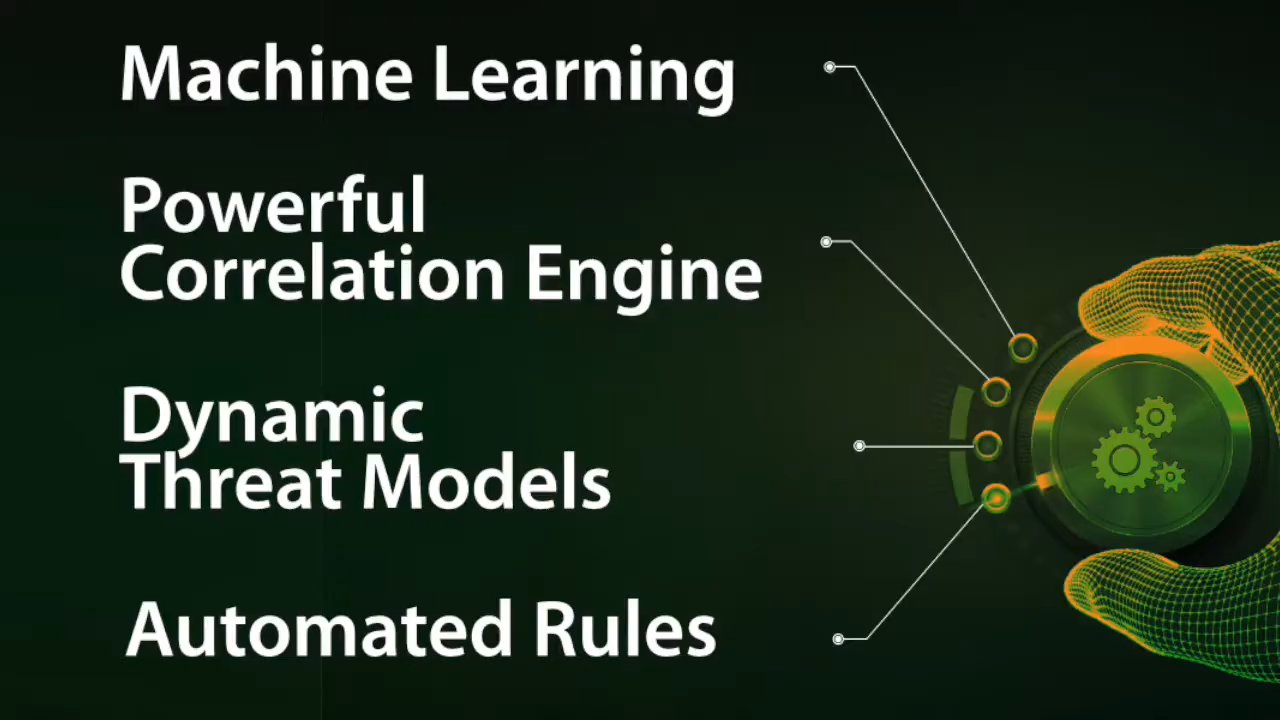 Machine Learning
Powerful
Correlation Engine
Dynamic
Threat Models
Automated Rules